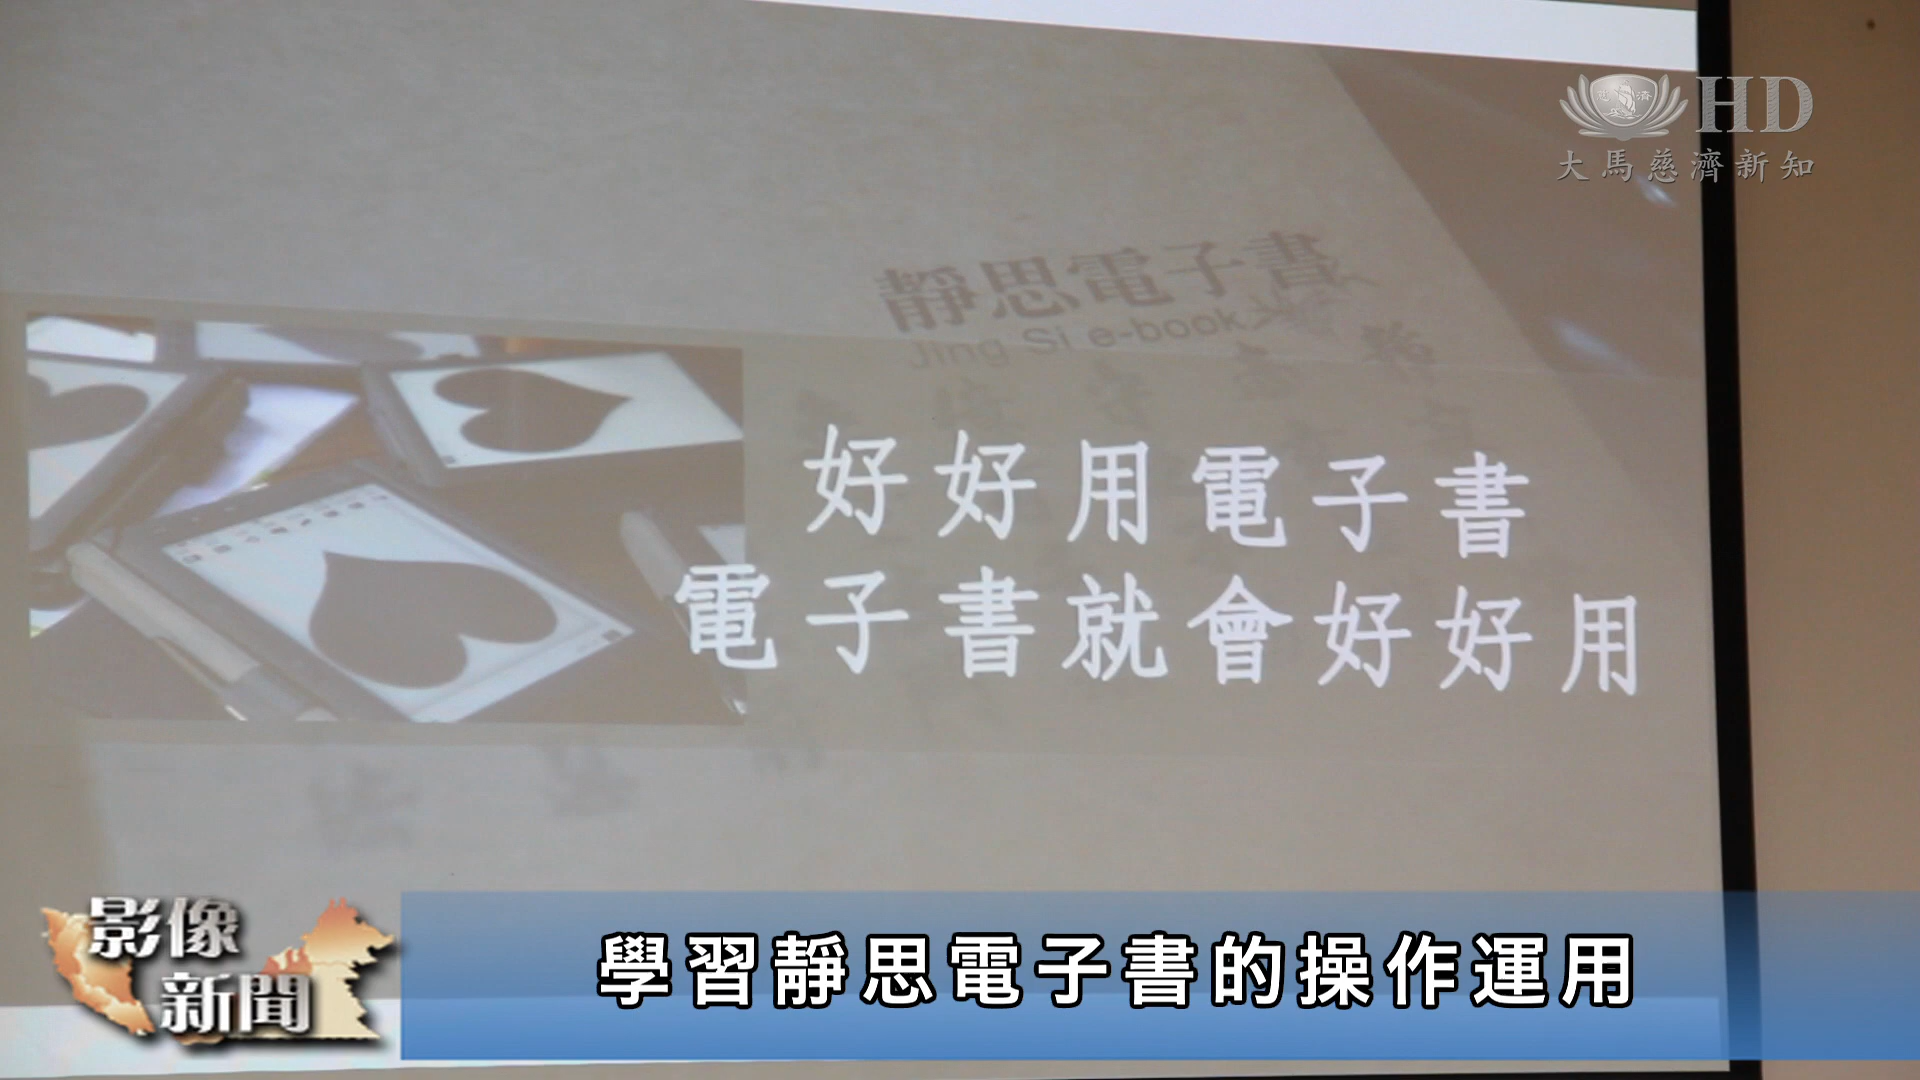 HD
大馬慈濟新知
靜思電子書
Jing Si e-book
好好用電子書
電子書就會好好用
影像
新聞
學習靜思電子書的操作運用